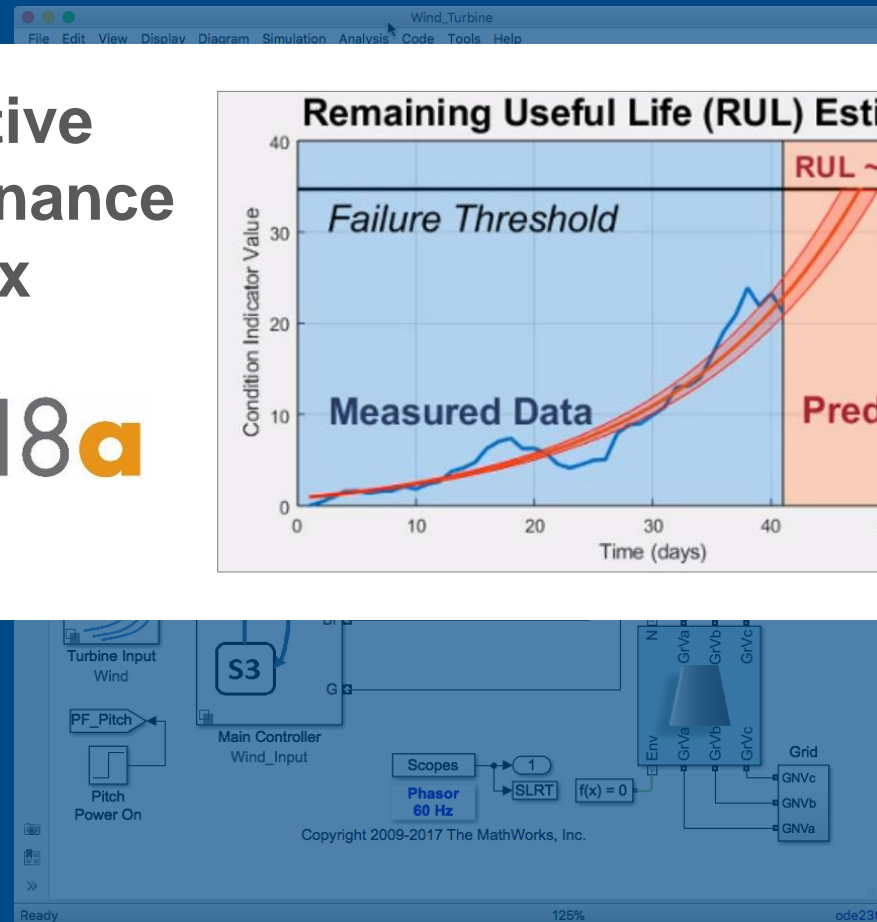 Wind_Turbine
File Edit View Display Diagram Simulation Analysis Code Tools Help
tive
nance
x
18a
Remaining Useful Life (RUL) Esti
RUL ~
Failure Threshold
Measured Data
Pred
Condition Indicator Value
40
30
20
10
0
0 10 20 30 40
Time (days)
Turbine Input
Wind
S3
G
Main Controller
Wind_Input
PF_Pitch
Pitch
Power On
Scopes
1
SLRT
Phasor
60 Hz
f(x) = 0
N GrVa GrVb GrVc
Env GrVa GrVb GrVc
Grid
GNVc
GNVb
GNVa
Copyright 2009-2017 The MathWorks, Inc.
Ready 125% ode23t